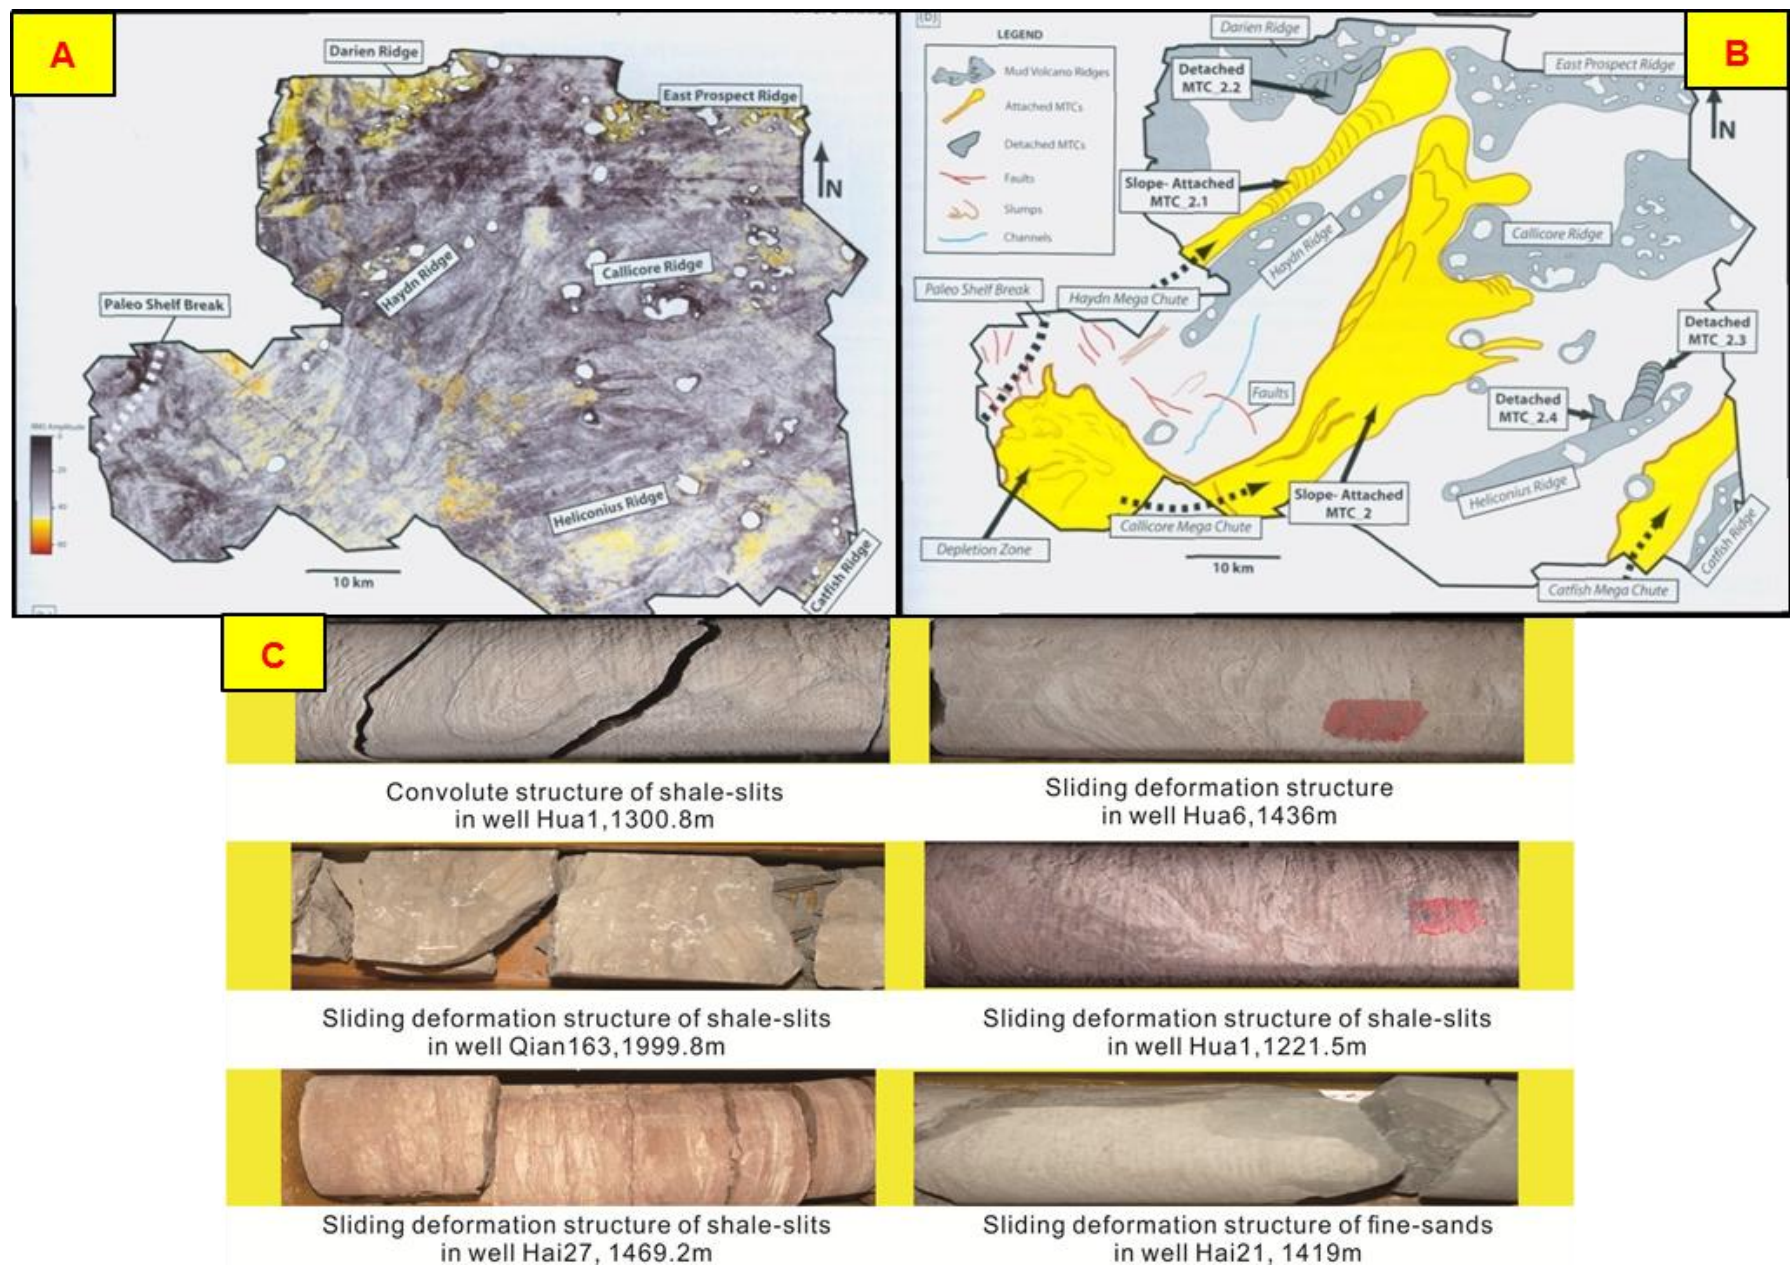 A
Darien Ridge
East Prospect Ridge
N
Haydn Ridge
Callicore Ridge
Paleo Shelf Break
RMS Amplitude
0
20
40
60
Heliconius Ridge
Catfish Ridge
10 km
(b)
B
LEGEND
Mud Volcano Ridges
Attached MTCs
Detached MTCs
Faults
Slumps
Channels
Darien Ridge
Detached
MTC_2.2
East Prospect Ridge
N
Slope- Attached
MTC_2.1
Haydn Ridge
Callicore Ridge
Paleo Shelf Break
Haydn Mega Chute
Detached
MTC_2.3
Faults
Detached
MTC_2.4
Heliconius Ridge
Slope- Attached
MTC_2
Callicore Mega Chute
Depletion Zone
10 km
Catfish Ridge
Catfish Mega Chute
C
Convolute structure of shale-slits
in well Hua1,1300.8m
Sliding deformation structure
in well Hua6,1436m
Sliding deformation structure of shale-slits
in well Qian163,1999.8m
Sliding deformation structure of shale-slits
in well Hua1,1221.5m
Sliding deformation structure of shale-slits
in well Hai27, 1469.2m
Sliding deformation structure of fine-sands
in well Hai21, 1419m